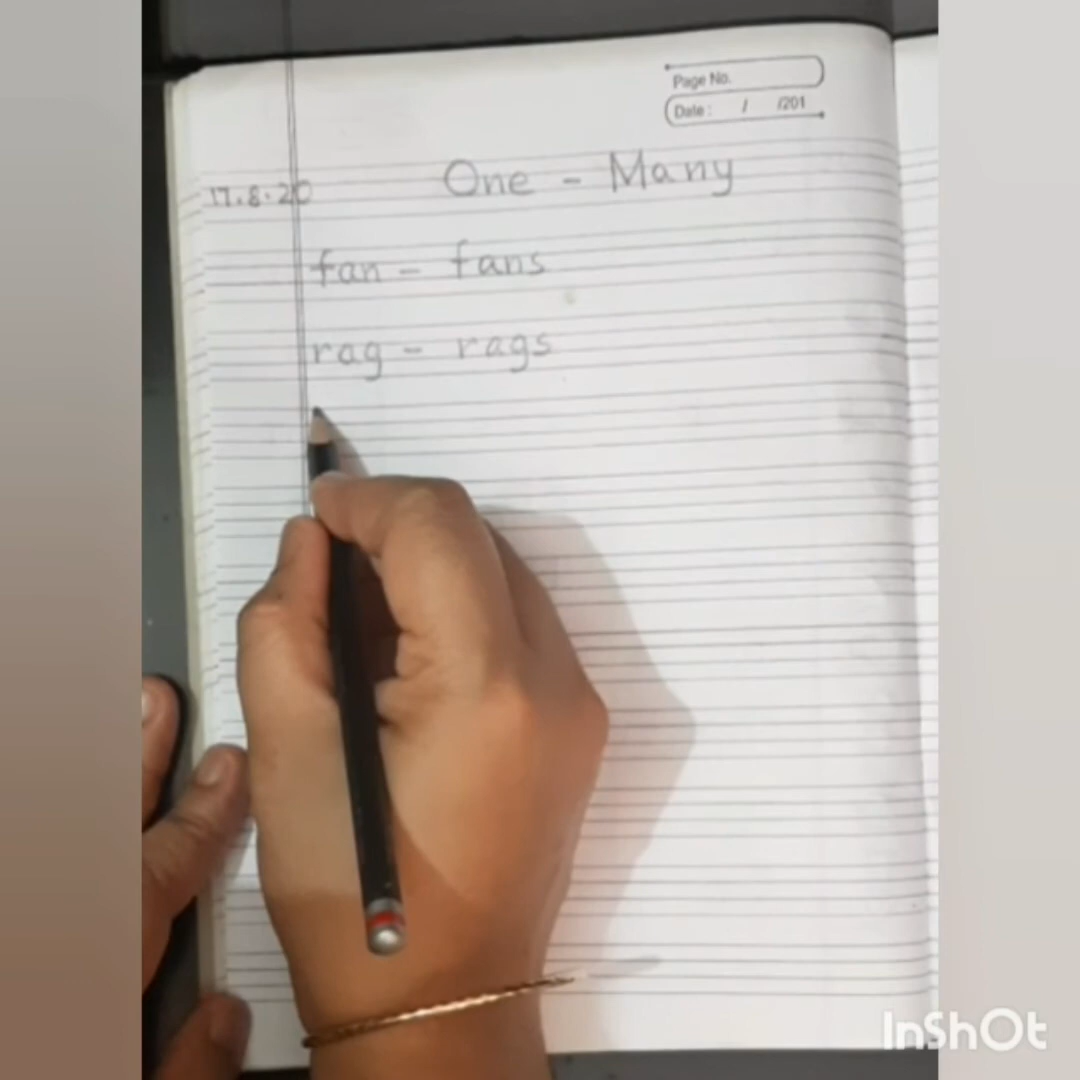 Page No.
Date : / /201
One - Many
17.8.20
fan - fans
rag - rags
InShOt